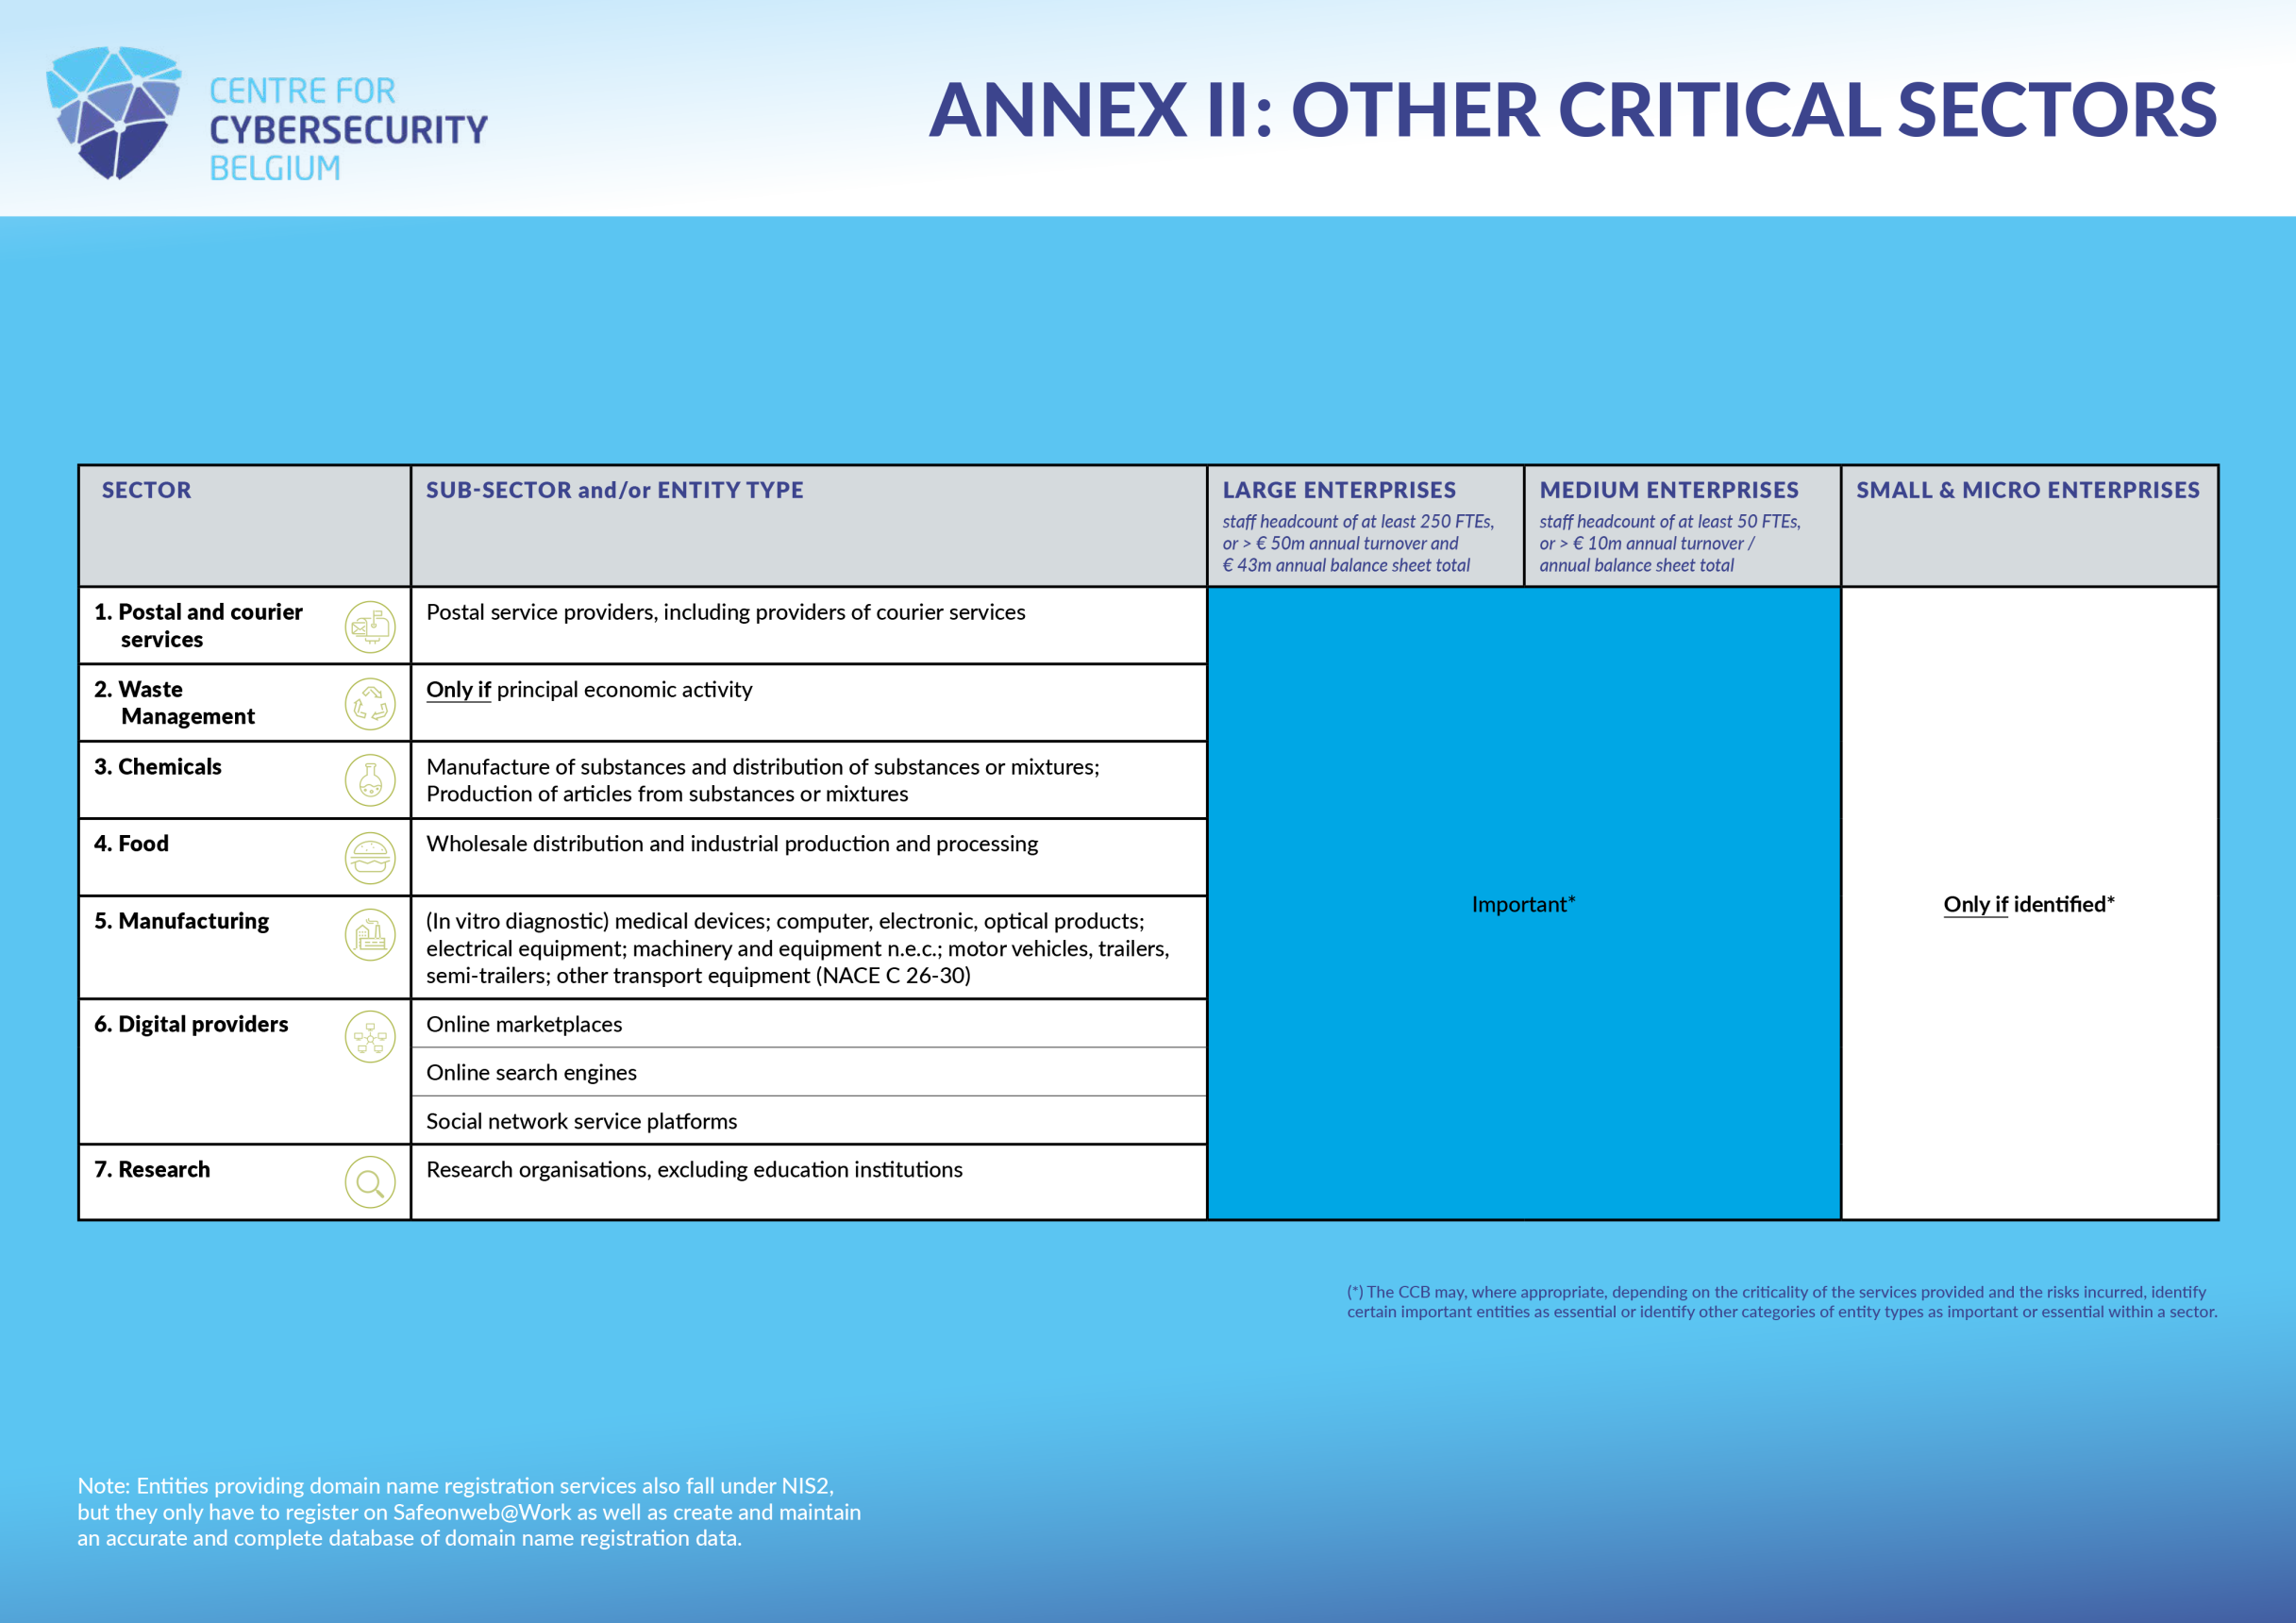 CENTRE FOR
CYBERSECURITY
BELGIUM
ANNEX II: OTHER CRITICAL SECTORS
SECTOR
SUB-SECTOR and/or ENTITY TYPE
LARGE ENTERPRISES
staff headcount of at least 250 FTEs,
or > € 50m annual turnover and
€ 43m annual balance sheet total
MEDIUM ENTERPRISES
staff headcount of at least 50 FTEs,
or > € 10m annual turnover /
annual balance sheet total
SMALL & MICRO ENTERPRISES
1. Postal and courier
services
Postal service providers, including providers of courier services
2. Waste
Management
Only if principal economic activity
3. Chemicals
Manufacture of substances and distribution of substances or mixtures;
Production of articles from substances or mixtures
4. Food
Wholesale distribution and industrial production and processing
5. Manufacturing
(In vitro diagnostic) medical devices; computer, electronic, optical products;
electrical equipment; machinery and equipment n.e.c.; motor vehicles, trailers,
semi-trailers; other transport equipment (NACE C 26-30)
6. Digital providers
Online marketplaces
Online search engines
Social network service platforms
7. Research
Research organisations, excluding education institutions
Important*
Only if identified*
(*) The CCB may, where appropriate, depending on the criticality of the services provided and the risks incurred, identify
certain important entities as essential or identify other categories of entity types as important or essential within a sector.
Note: Entities providing domain name registration services also fall under NIS2,
but they only have to register on Safeonweb@Work as well as create and maintain
an accurate and complete database of domain name registration data.